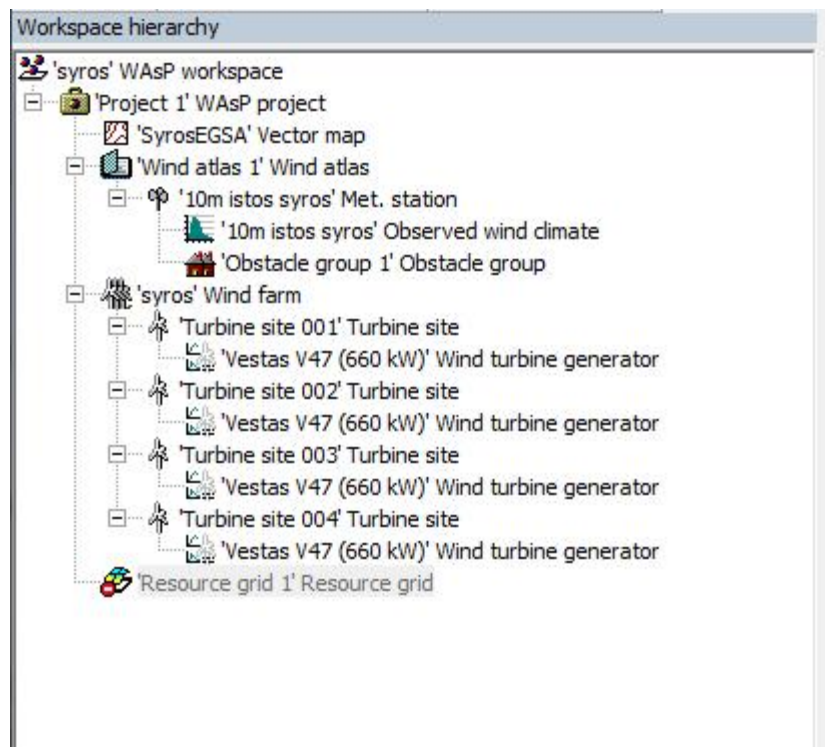 Workspace hierarchy
'syros' WAsP workspace
'Project 1' WAsP project
'SyrosEGSA' Vector map
'Wind atlas 1' Wind atlas
'10m istos syros' Met. station
'10m istos syros' Observed wind climate
'Obstacle group 1' Obstacle group
'syros' Wind farm
'Turbine site 001' Turbine site
'Vestas V47 (660 kW)' Wind turbine generator
'Turbine site 002' Turbine site
'Vestas V47 (660 kW)' Wind turbine generator
'Turbine site 003' Turbine site
'Vestas V47 (660 kW)' Wind turbine generator
'Turbine site 004' Turbine site
'Vestas V47 (660 kW)' Wind turbine generator
'Resource grid 1' Resource grid